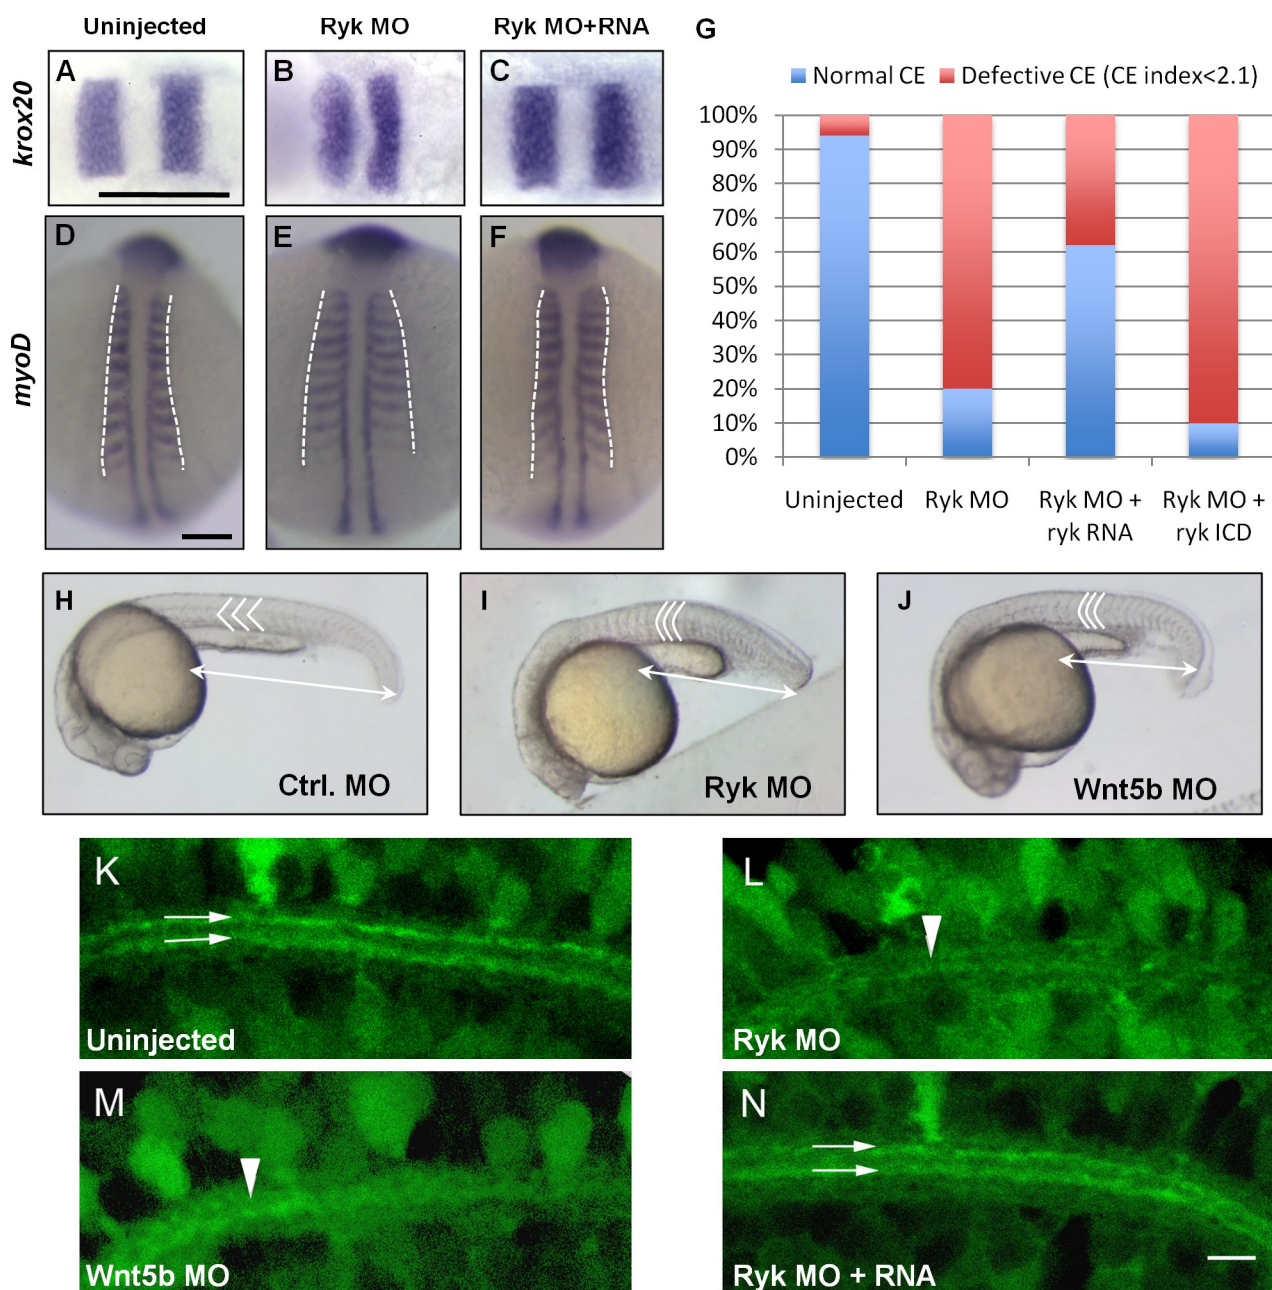 Uninjected
Ryk MO
Ryk MO+RNA
krox20
A
B
C
myoD
D
E
F
G
Normal CE
Defective CE (CE index<2.1)
100%
90%
80%
70%
60%
50%
40%
30%
20%
10%
0%
Uninjected
Ryk MO
Ryk MO +
ryk RNA
Ryk MO +
ryk ICD
H
Ctrl. MO
I
Ryk MO
J
Wnt5b MO
K
Uninjected
L
Ryk MO
M
Wnt5b MO
N
Ryk MO + RNA